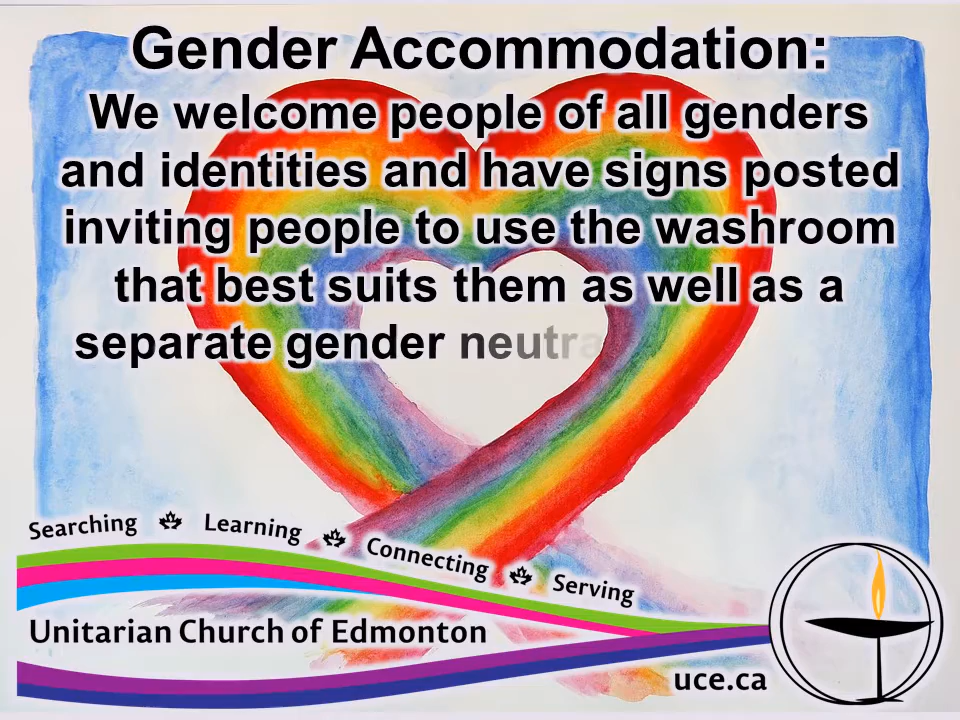 Gender Accommodation:
We welcome people of all genders
and identities and have signs posted
inviting people to use the washroom
that best suits them as well as a
separate gender neutra
Searching Learning Connecting Serving
Unitarian Church of Edmonton
uce.ca